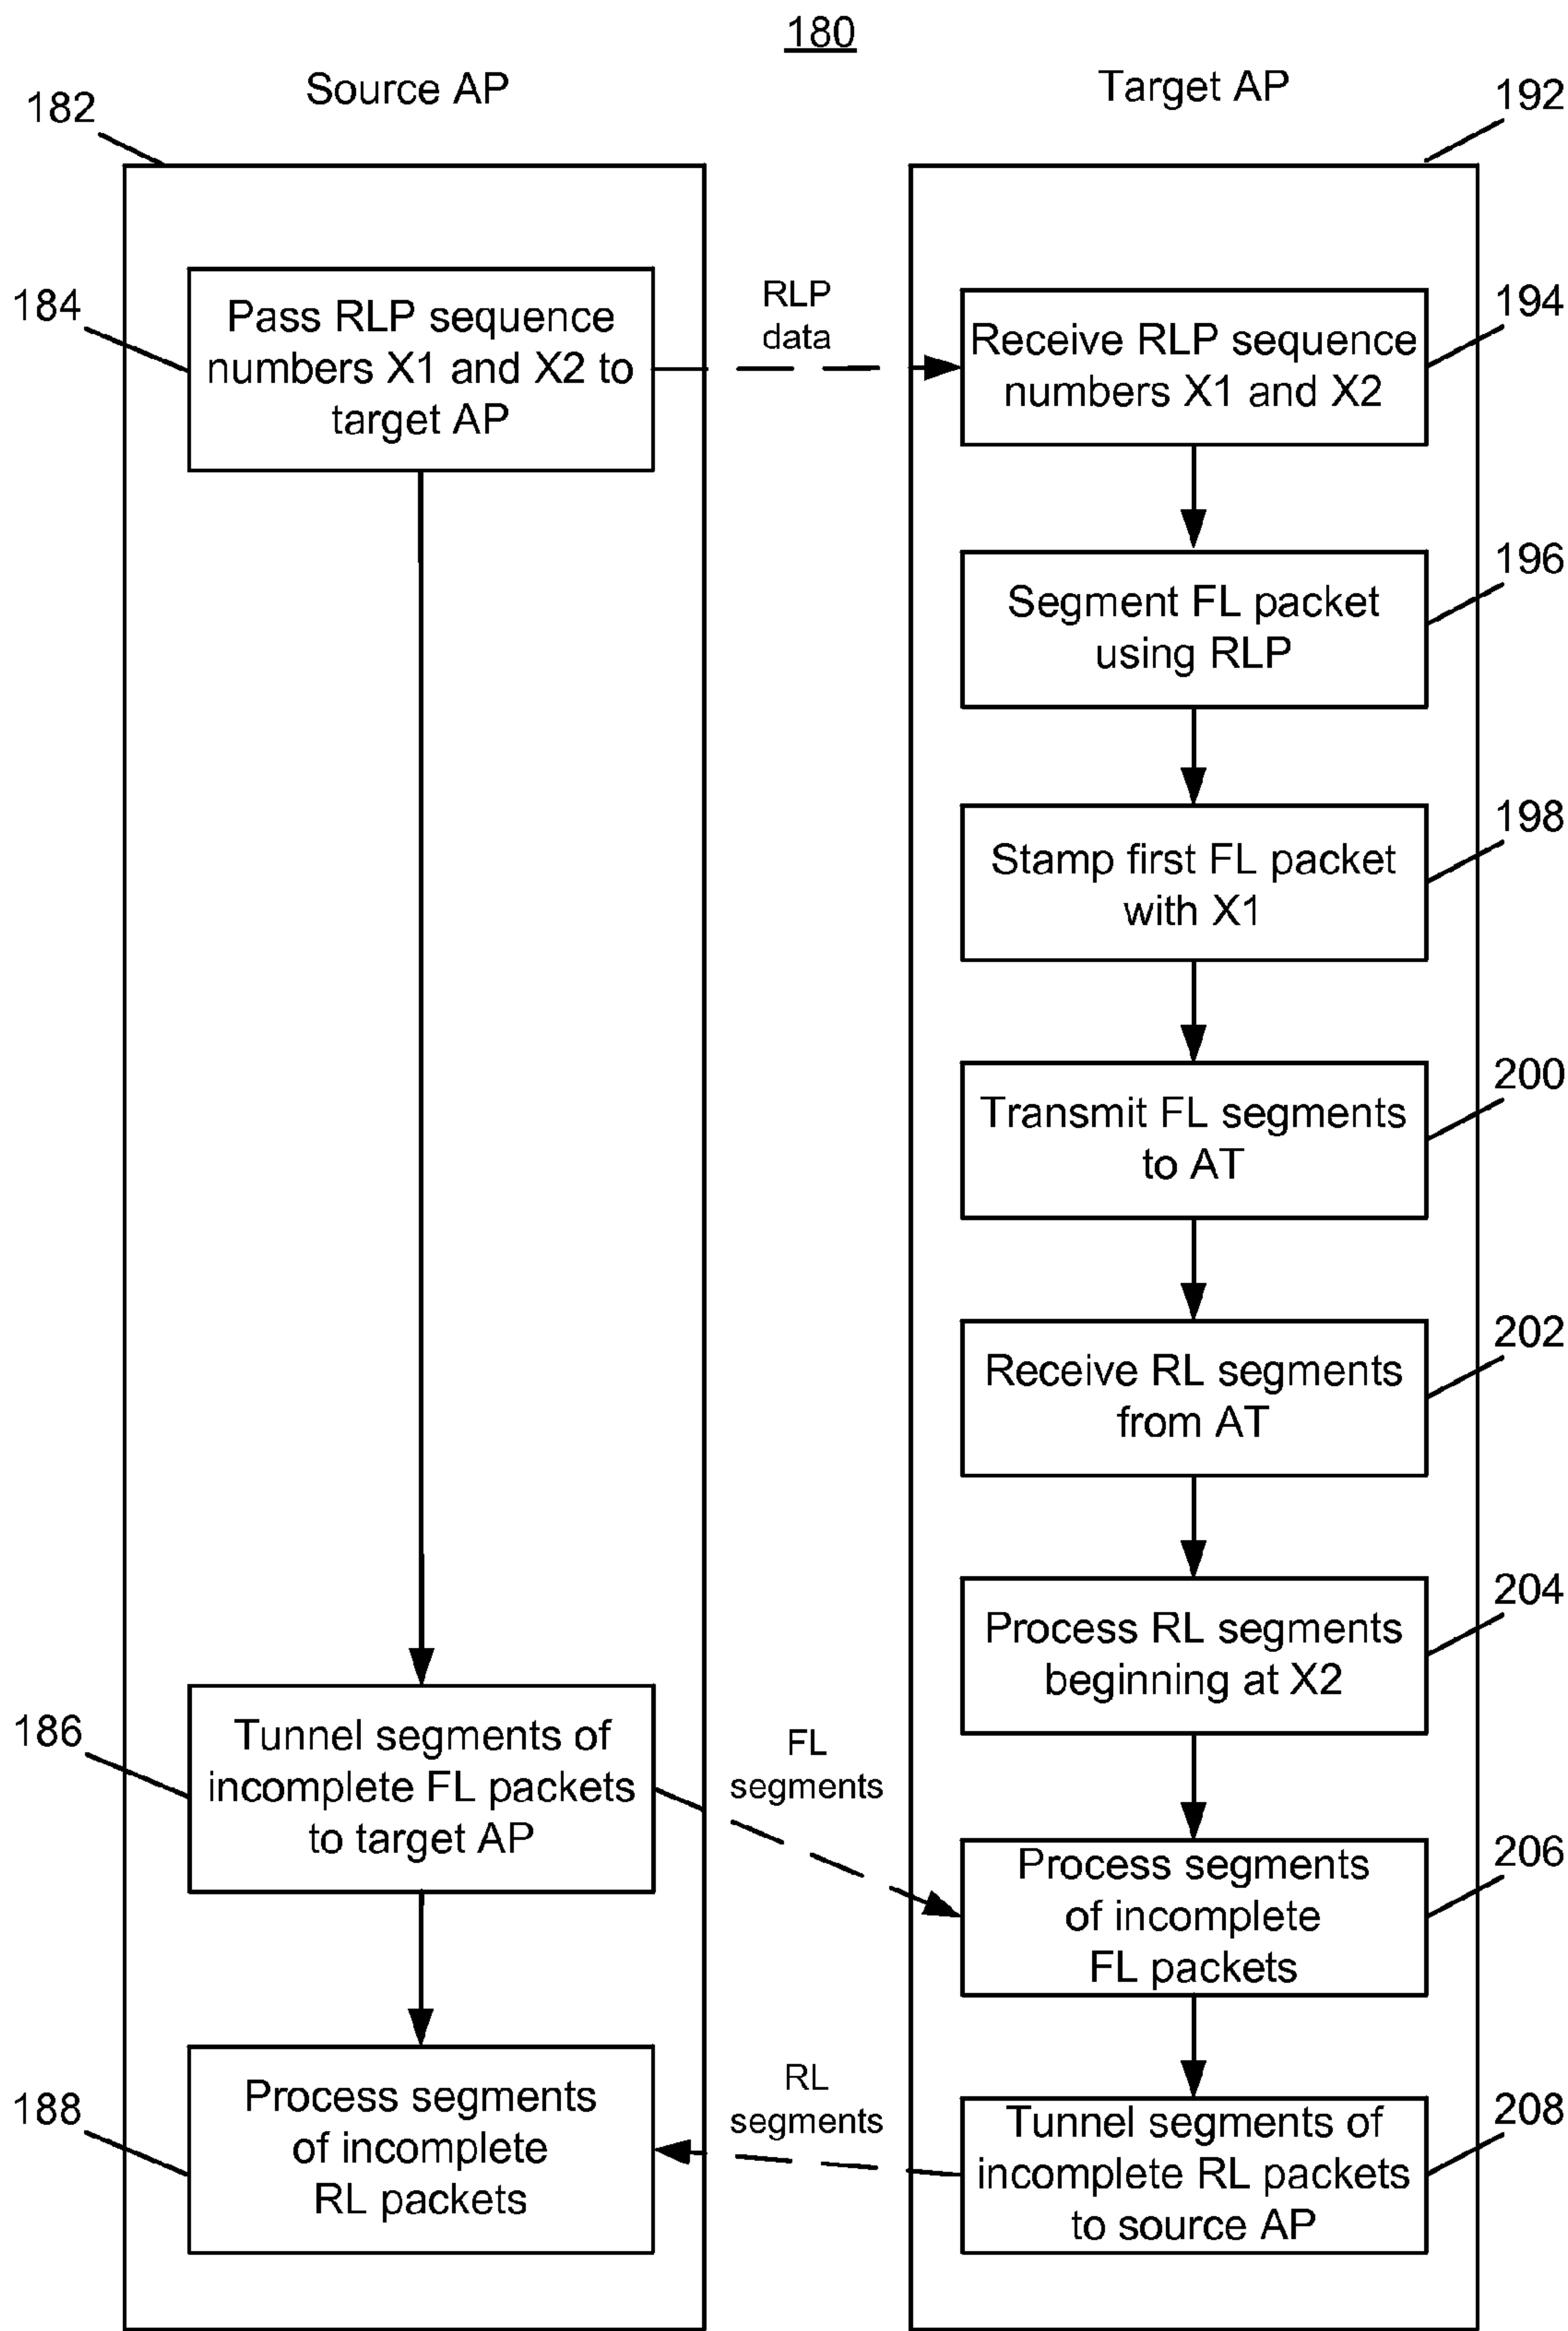 180
Source AP
Target AP
182
192
184
Pass RLP sequence
numbers X1 and X2 to
target AP
RLP
data
Receive RLP sequence
numbers X1 and X2
194
Segment FL packet
using RLP
196
Stamp first FL packet
with X1
198
Transmit FL segments
to AT
200
Receive RL segments
from AT
202
Process RL segments
beginning at X2
204
186
Tunnel segments of
incomplete FL packets
to target AP
FL
segments
Process segments
of incomplete
FL packets
206
188
Process segments
of incomplete
RL packets
RL
segments
Tunnel segments of
incomplete RL packets
to source AP
208